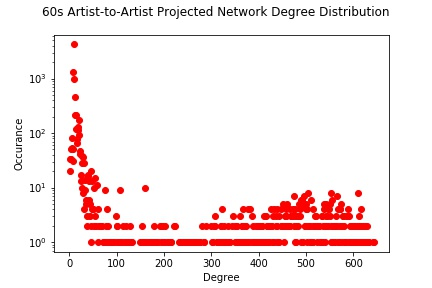 60s Artist-to-Artist Projected Network Degree Distribution
10³
10²
10¹
10⁰
Occurance
0 100 200 300 400 500 600
Degree